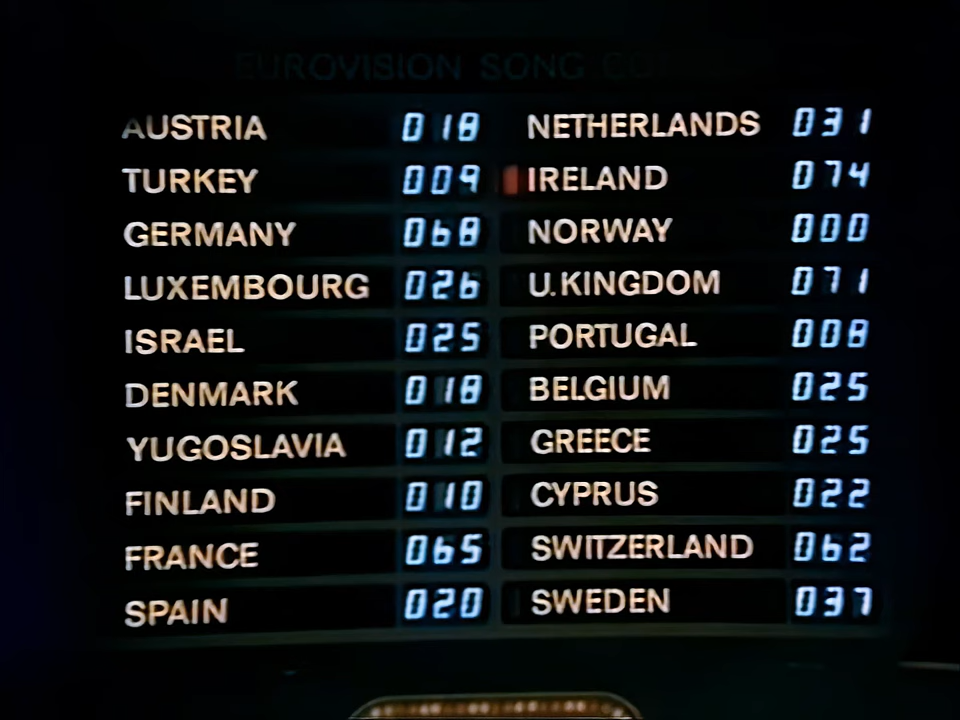 EUROVISION SONG
AUSTRIA 018 NETHERLANDS 031
TURKEY 009 IRELAND 074
GERMANY 068 NORWAY 000
LUXEMBOURG 026 U.KINGDOM 071
ISRAEL 025 PORTUGAL 008
DENMARK 018 BELGIUM 025
YUGOSLAVIA 012 GREECE 025
FINLAND 010 CYPRUS 022
FRANCE 065 SWITZERLAND 062
SPAIN 020 SWEDEN 037